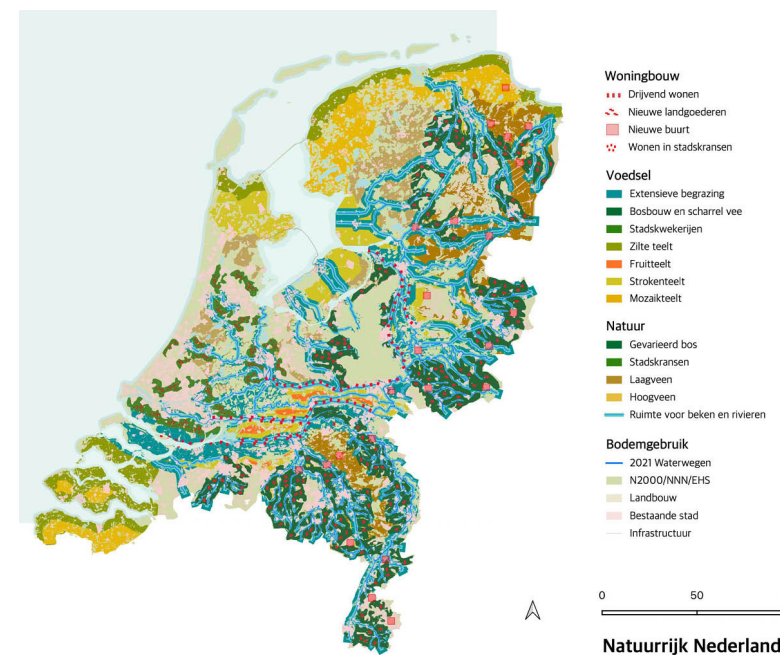 Woningbouw
Drijvend wonen
Nieuwe landgoederen
Nieuwe buurt
Wonen in stadskransen
Voedsel
Extensieve begrazing
Bosbouw en scharrel vee
Stadskwekerijen
Zilte teelt
Fruitteelt
Strokenteelt
Mozaikteelt
Natuur
Gevarieerd bos
Stadskransen
Laagveen
Hoogveen
Ruimte voor beken en rivieren
Bodemgebruik
2021 Waterwegen
N2000/NNN/EHS
Landbouw
Bestaande stad
Infrastructuur
0 50
Natuurrijk Nederland